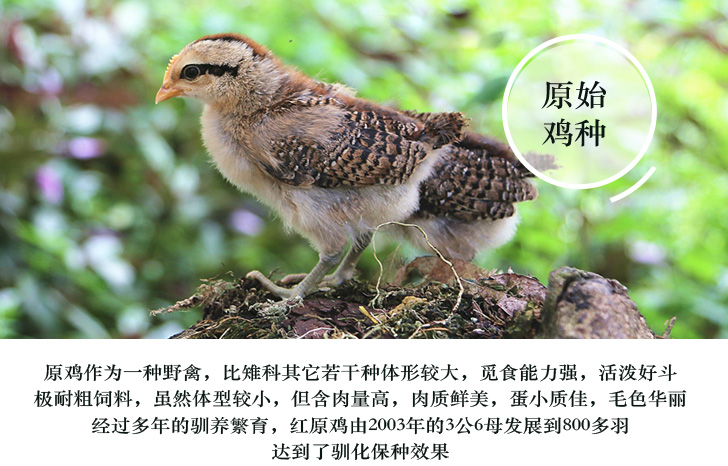 原始
鸡种
原鸡作为一种野禽，比雉科其它若干种体形较大，觅食能力强，活泼好斗
极耐粗饲料，虽然体型较小，但含肉量高，肉质鲜美，蛋小质佳，毛色华丽
经过多年的驯养繁育，红原鸡由2003年的3公6母发展到800多羽
达到了驯化保种效果